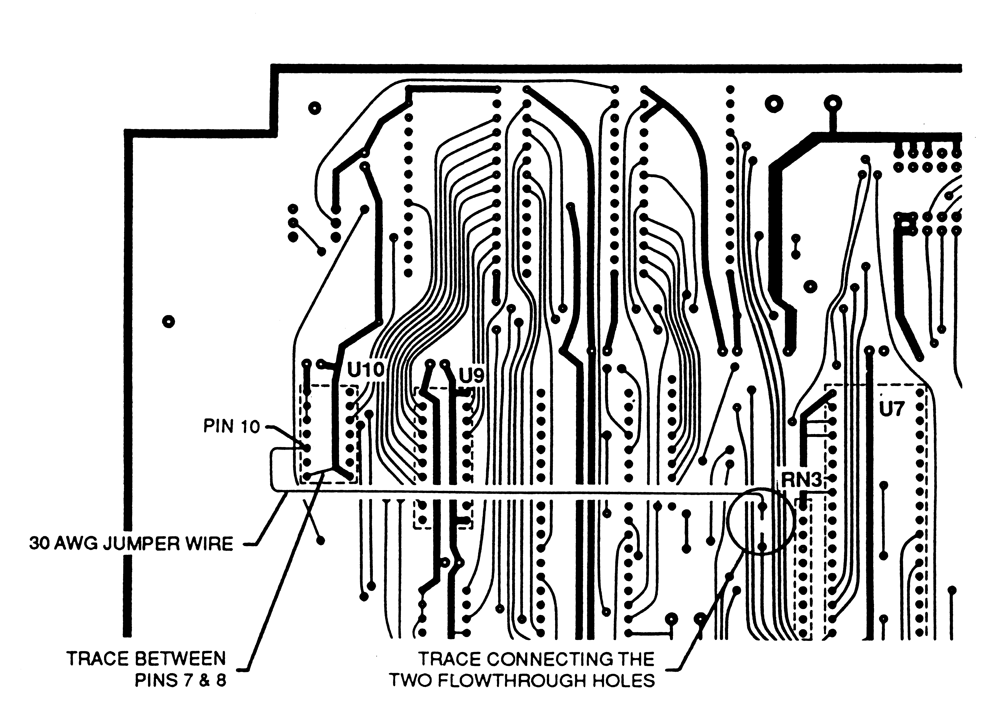 U10
U9
U7
PIN 10
RN3
30 AWG JUMPER WIRE
TRACE BETWEEN
PINS 7 & 8
TRACE CONNECTING THE
TWO FLOWTHROUGH HOLES